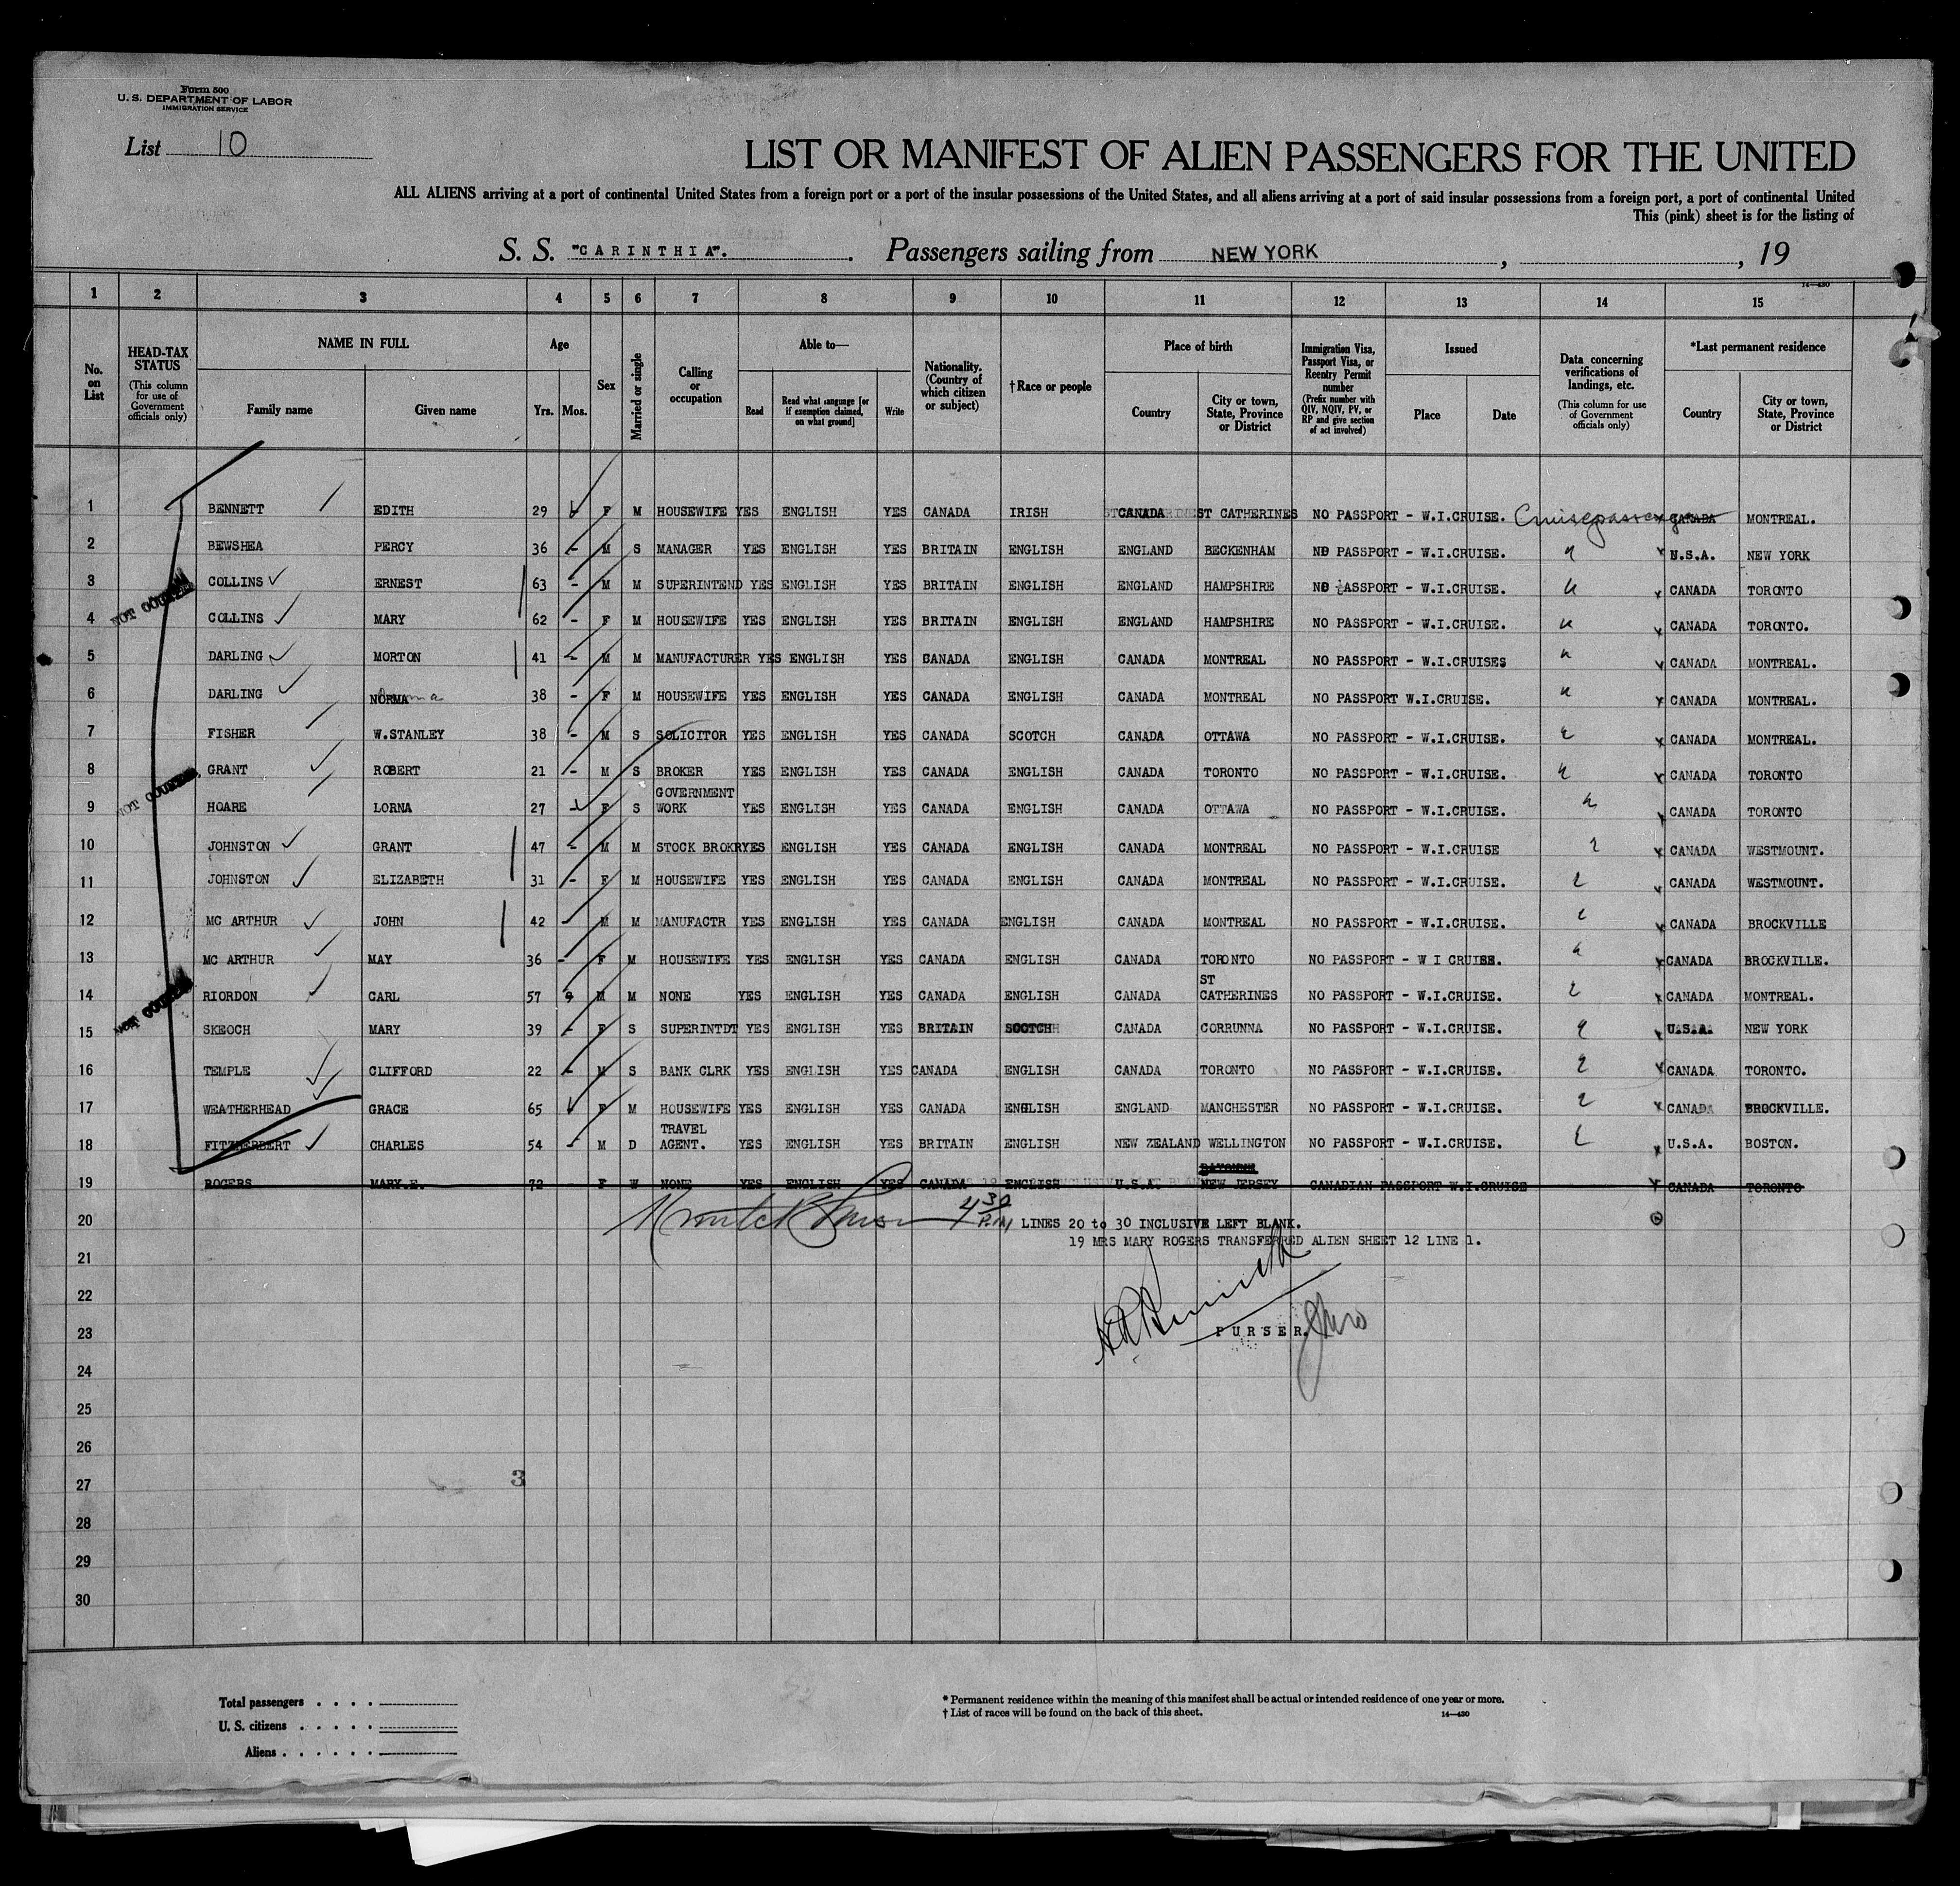 Form 500
U. S. DEPARTMENT OF LABOR
IMMIGRATION SERVICE
List 10
LIST OR MANIFEST OF ALIEN PASSENGERS FOR THE UNITED
ALL ALIENS arriving at a port of continental United States from a foreign port or a port of the insular possessions of the United States, and all aliens arriving at a port of said insular possessions from a foreign port, a port of continental United
This (pink) sheet is for the listing of
S. S. "CARINTHIA". Passengers sailing from NEW YORK , , 19
14—430
1 2 3 4 5 6 7 8 9 10 11 12 13 14 15
No. on List
HEAD-TAX STATUS (This column for use of Government officials only)
NAME IN FULL Family name Given name
Age Yrs. Mos.
Sex
Married or single
Calling or occupation
Able to— Read Read what language [or if exemption claimed, on what ground] Write
Nationality. (Country of which citizen or subject)
†Race or people
Place of birth Country City or town, State, Province or District
Immigration Visa, Passport Visa, or Reentry Permit number (Prefix number with QIV, NQIV, PV, or RP and give section of act involved)
Issued Place Date
Data concerning verifications of landings, etc. (This column for use of Government officials only)
*Last permanent residence Country City or town, State, Province or District
1 BENNETT EDITH 29 F M HOUSEWIFE YES ENGLISH YES CANADA IRISH CANADA ST CATHERINES NO PASSPORT - W.I.CRUISE. Cruise passenger CANADA MONTREAL.
2 BEWSHEA PERCY 36 - M S MANAGER YES ENGLISH YES BRITAIN ENGLISH ENGLAND BECKENHAM NO PASSPORT - W.I.CRUISE. U.S.A. NEW YORK
3 COLLINS ERNEST 63 - M M SUPERINTEND YES ENGLISH YES BRITAIN ENGLISH ENGLAND HAMPSHIRE NO PASSPORT - W.I.CRUISE. CANADA TORONTO
NOT COUNTED
4 COLLINS MARY 62 - F M HOUSEWIFE YES ENGLISH YES BRITAIN ENGLISH ENGLAND HAMPSHIRE NO PASSPORT - W.I.CRUISE. CANADA TORONTO.
5 DARLING MORTON 41 - M M MANUFACTURER YES ENGLISH YES CANADA ENGLISH CANADA MONTREAL NO PASSPORT - W.I.CRUISES CANADA MONTREAL.
6 DARLING NORMA 38 - F M HOUSEWIFE YES ENGLISH YES CANADA ENGLISH CANADA MONTREAL NO PASSPORT W.I.CRUISE. CANADA MONTREAL.
7 FISHER W.STANLEY 38 - M S SOLICITOR YES ENGLISH YES CANADA SCOTCH CANADA OTTAWA NO PASSPORT - W.I.CRUISE. CANADA MONTREAL.
8 GRANT ROBERT 21 - M S BROKER YES ENGLISH YES CANADA ENGLISH CANADA TORONTO NO PASSPORT - W.I.CRUISE. CANADA TORONTO
NOT COUNTED
9 HOARE LORNA 27 - F S GOVERNMENT WORK YES ENGLISH YES CANADA ENGLISH CANADA OTTAWA NO PASSPORT - W.I.CRUISE. CANADA TORONTO
10 JOHNSTON GRANT 47 - M M STOCK BROKR YES ENGLISH YES CANADA ENGLISH CANADA MONTREAL NO PASSPORT - W.I.CRUISE CANADA WESTMOUNT.
11 JOHNSTON ELIZABETH 31 - F M HOUSEWIFE YES ENGLISH YES CANADA ENGLISH CANADA MONTREAL NO PASSPORT - W.I.CRUISE. CANADA WESTMOUNT.
12 MC ARTHUR JOHN 42 - M M MANUFACTR YES ENGLISH YES CANADA ENGLISH CANADA MONTREAL NO PASSPORT - W.I.CRUISE. CANADA BROCKVILLE
13 MC ARTHUR MAY 36 - F M HOUSEWIFE YES ENGLISH YES CANADA ENGLISH CANADA TORONTO NO PASSPORT - W I CRUISE. CANADA BROCKVILLE.
14 RIORDON CARL 57 9 M M NONE YES ENGLISH YES CANADA ENGLISH CANADA ST CATHERINES NO PASSPORT - W.I.CRUISE. CANADA MONTREAL.
NOT COUNTED
15 SKEOCH MARY 39 - F S SUPERINTDT YES ENGLISH YES BRITAIN SCOTCH CANADA CORRUNNA NO PASSPORT - W.I.CRUISE. U.S.A. NEW YORK
16 TEMPLE CLIFFORD 22 - M S BANK CLRK YES ENGLISH YES CANADA ENGLISH CANADA TORONTO NO PASSPORT - W.I.CRUISE. CANADA TORONTO.
17 WEATHERHEAD GRACE 65 F M HOUSEWIFE YES ENGLISH YES CANADA ENGLISH ENGLAND MANCHESTER NO PASSPORT - W.I.CRUISE. CANADA BROCKVILLE.
18 FITZHERBERT CHARLES 54 - M D TRAVEL AGENT. YES ENGLISH YES BRITAIN ENGLISH NEW ZEALAND WELLINGTON NO PASSPORT - W.I.CRUISE. U.S.A. BOSTON.
19 ROGERS MARY.E. 72 - F W NONE YES ENGLISH YES CANADA ENGLISH U.S.A. NEW JERSEY CANADIAN PASSPORT W.I.CRUISE CANADA TORONTO
20 4 30 P.M. LINES 20 to 30 INCLUSIVE LEFT BLANK.
19 MRS MARY ROGERS TRANSFERRED ALIEN SHEET 12 LINE 1.
21
22
23 PURSER.
24
25
26
27 3
28
29
30
Total passengers . . . .
U. S. citizens . . . . .
Aliens . . . . . .
* Permanent residence within the meaning of this manifest shall be actual or intended residence of one year or more.
† List of races will be found on the back of this sheet. 14—430